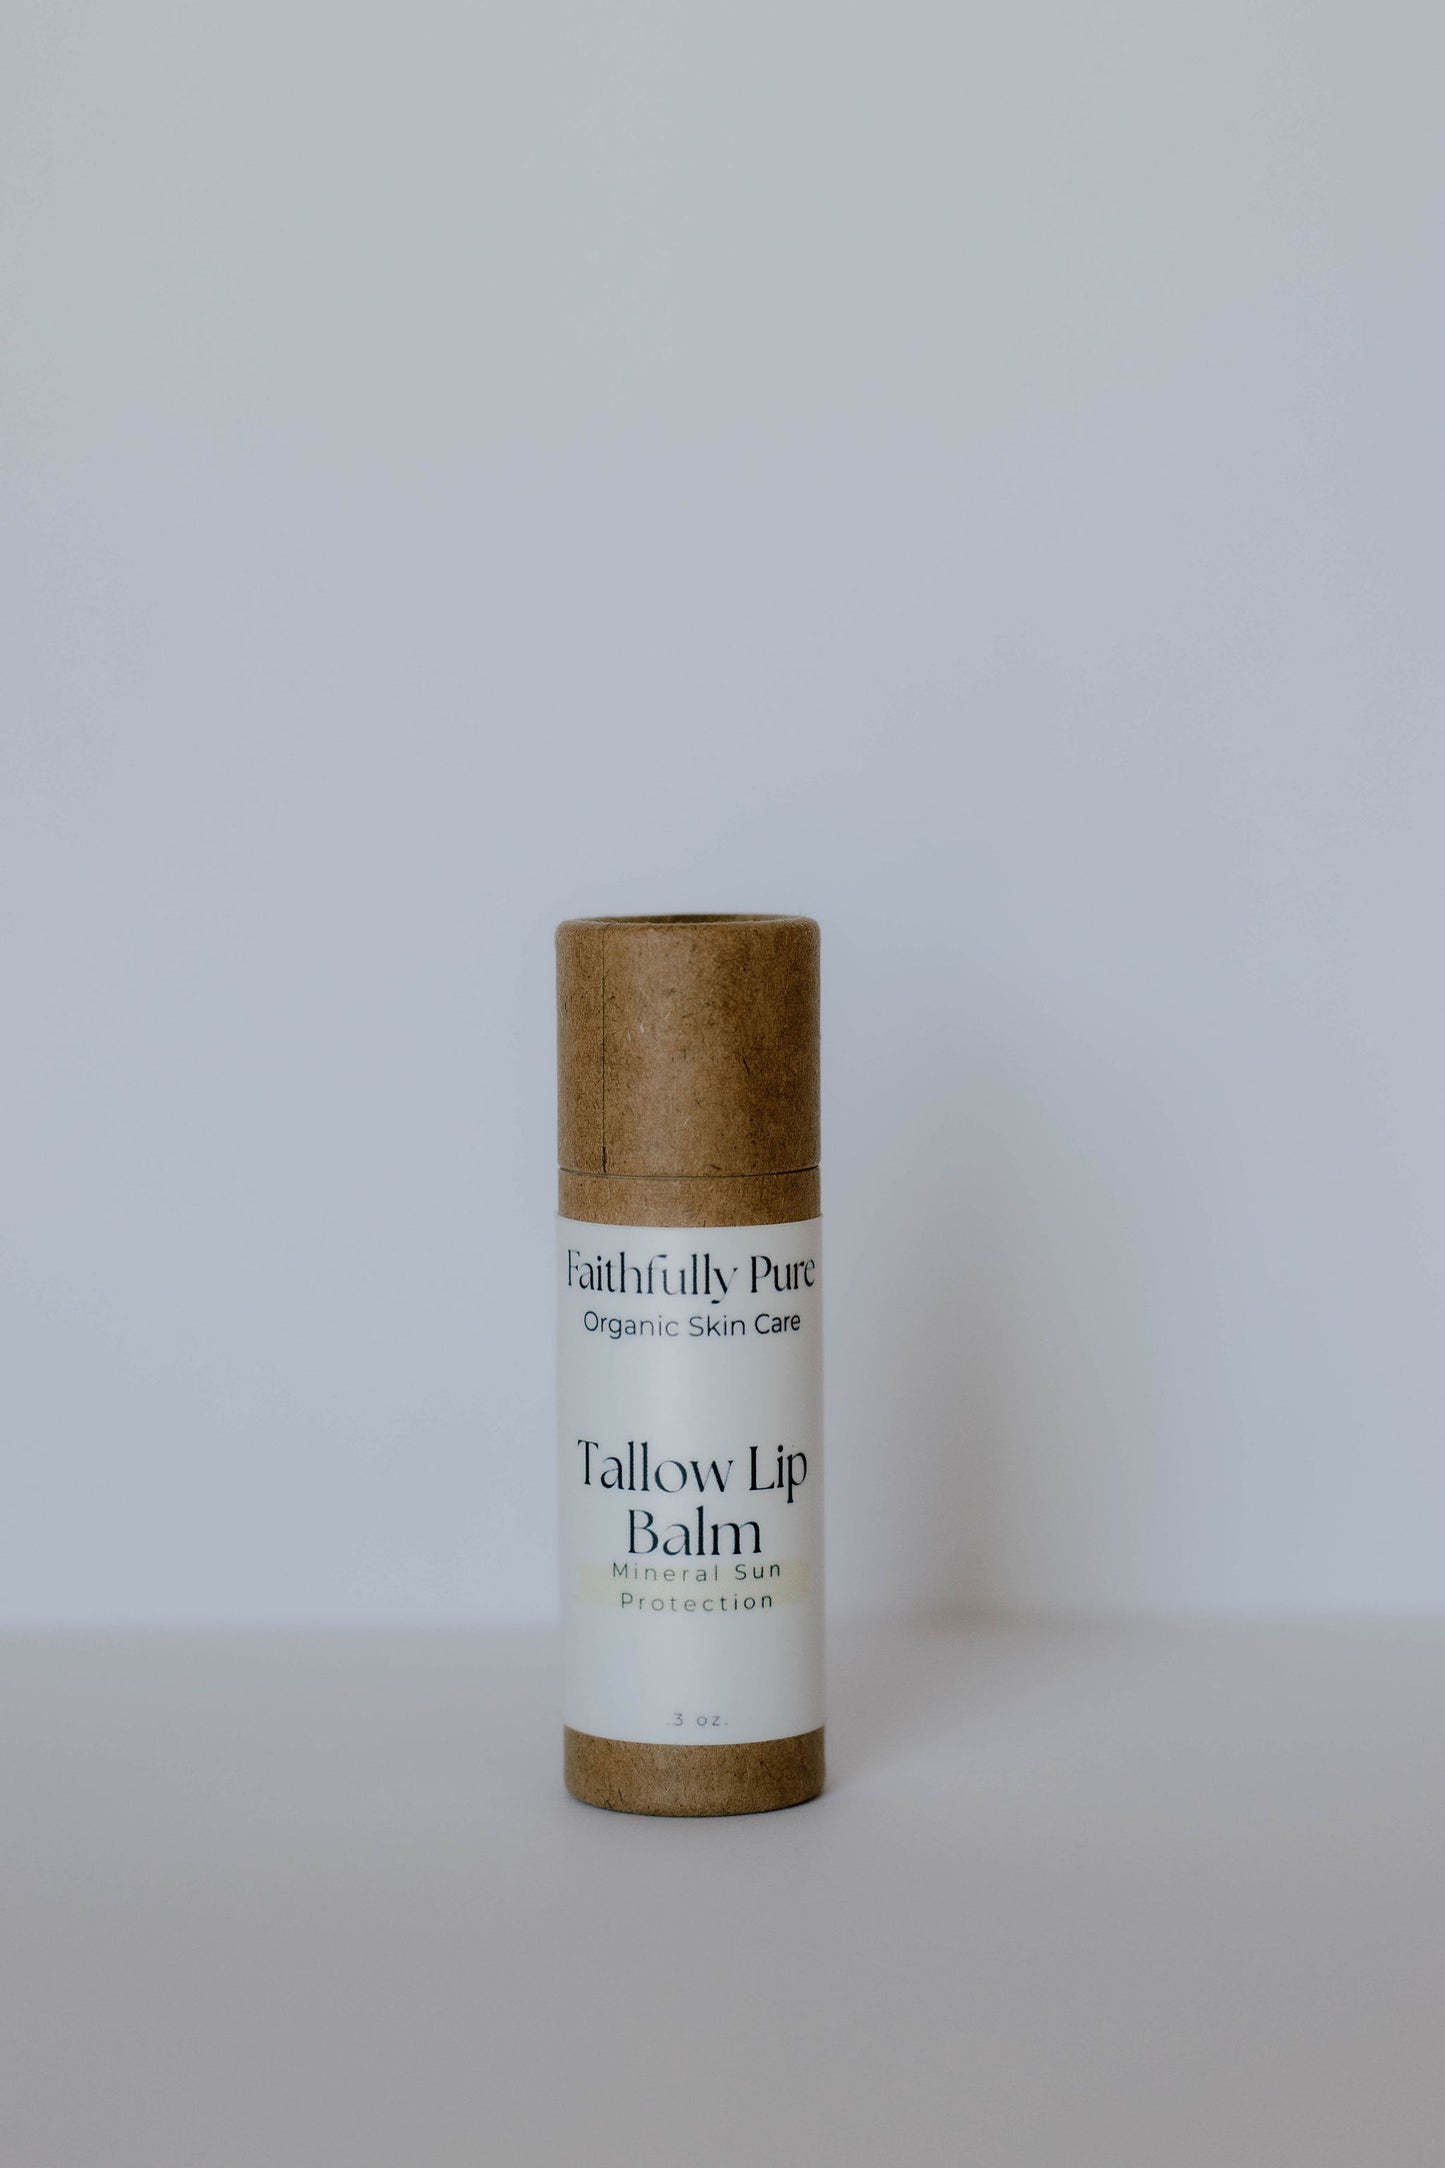 Faithfully Pure
Organic Skin Care
Tallow Lip
Balm
Mineral Sun
Protection
.3 oz.